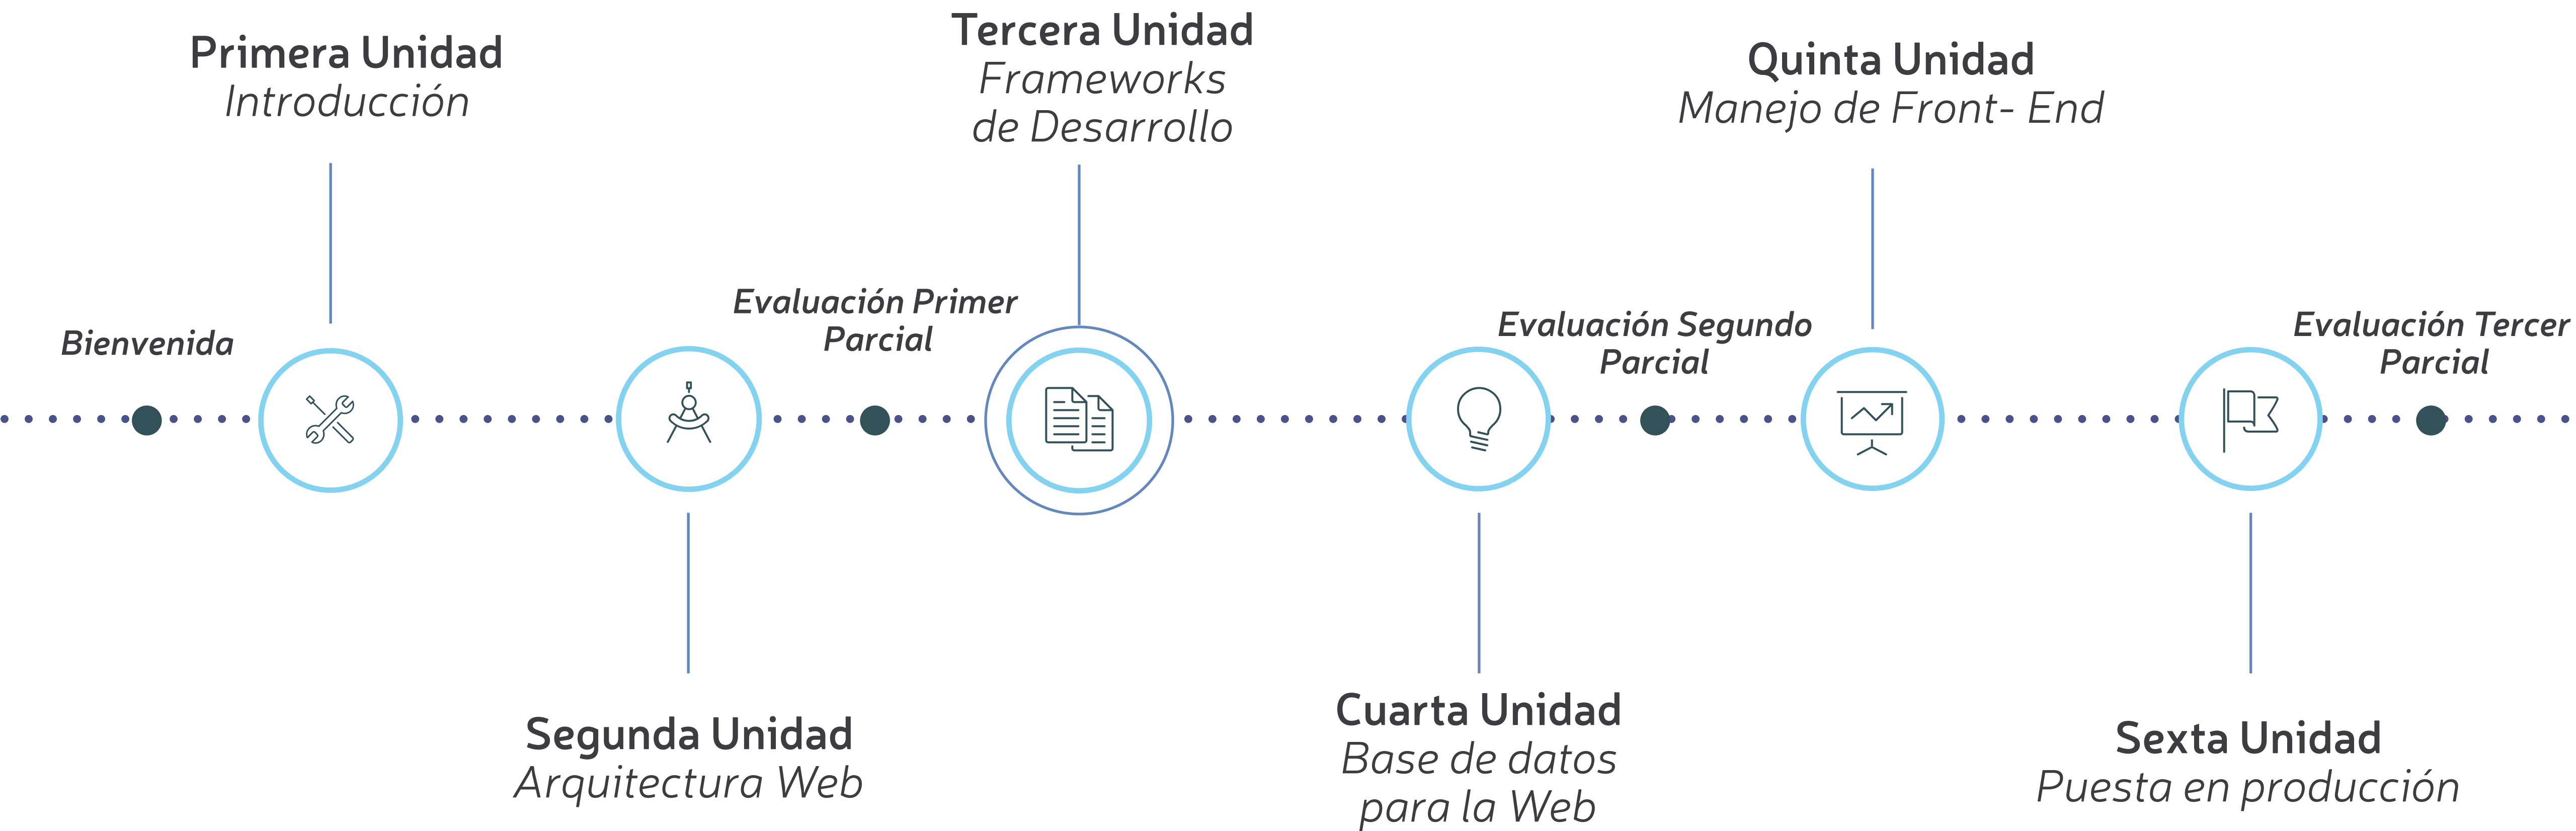 Primera Unidad
Introducción
Tercera Unidad
Frameworks
de Desarrollo
Quinta Unidad
Manejo de Front- End
Bienvenida
Evaluación Primer
Parcial
Evaluación Segundo
Parcial
Evaluación Tercer
Parcial
Segunda Unidad
Arquitectura Web
Cuarta Unidad
Base de datos
para la Web
Sexta Unidad
Puesta en producción